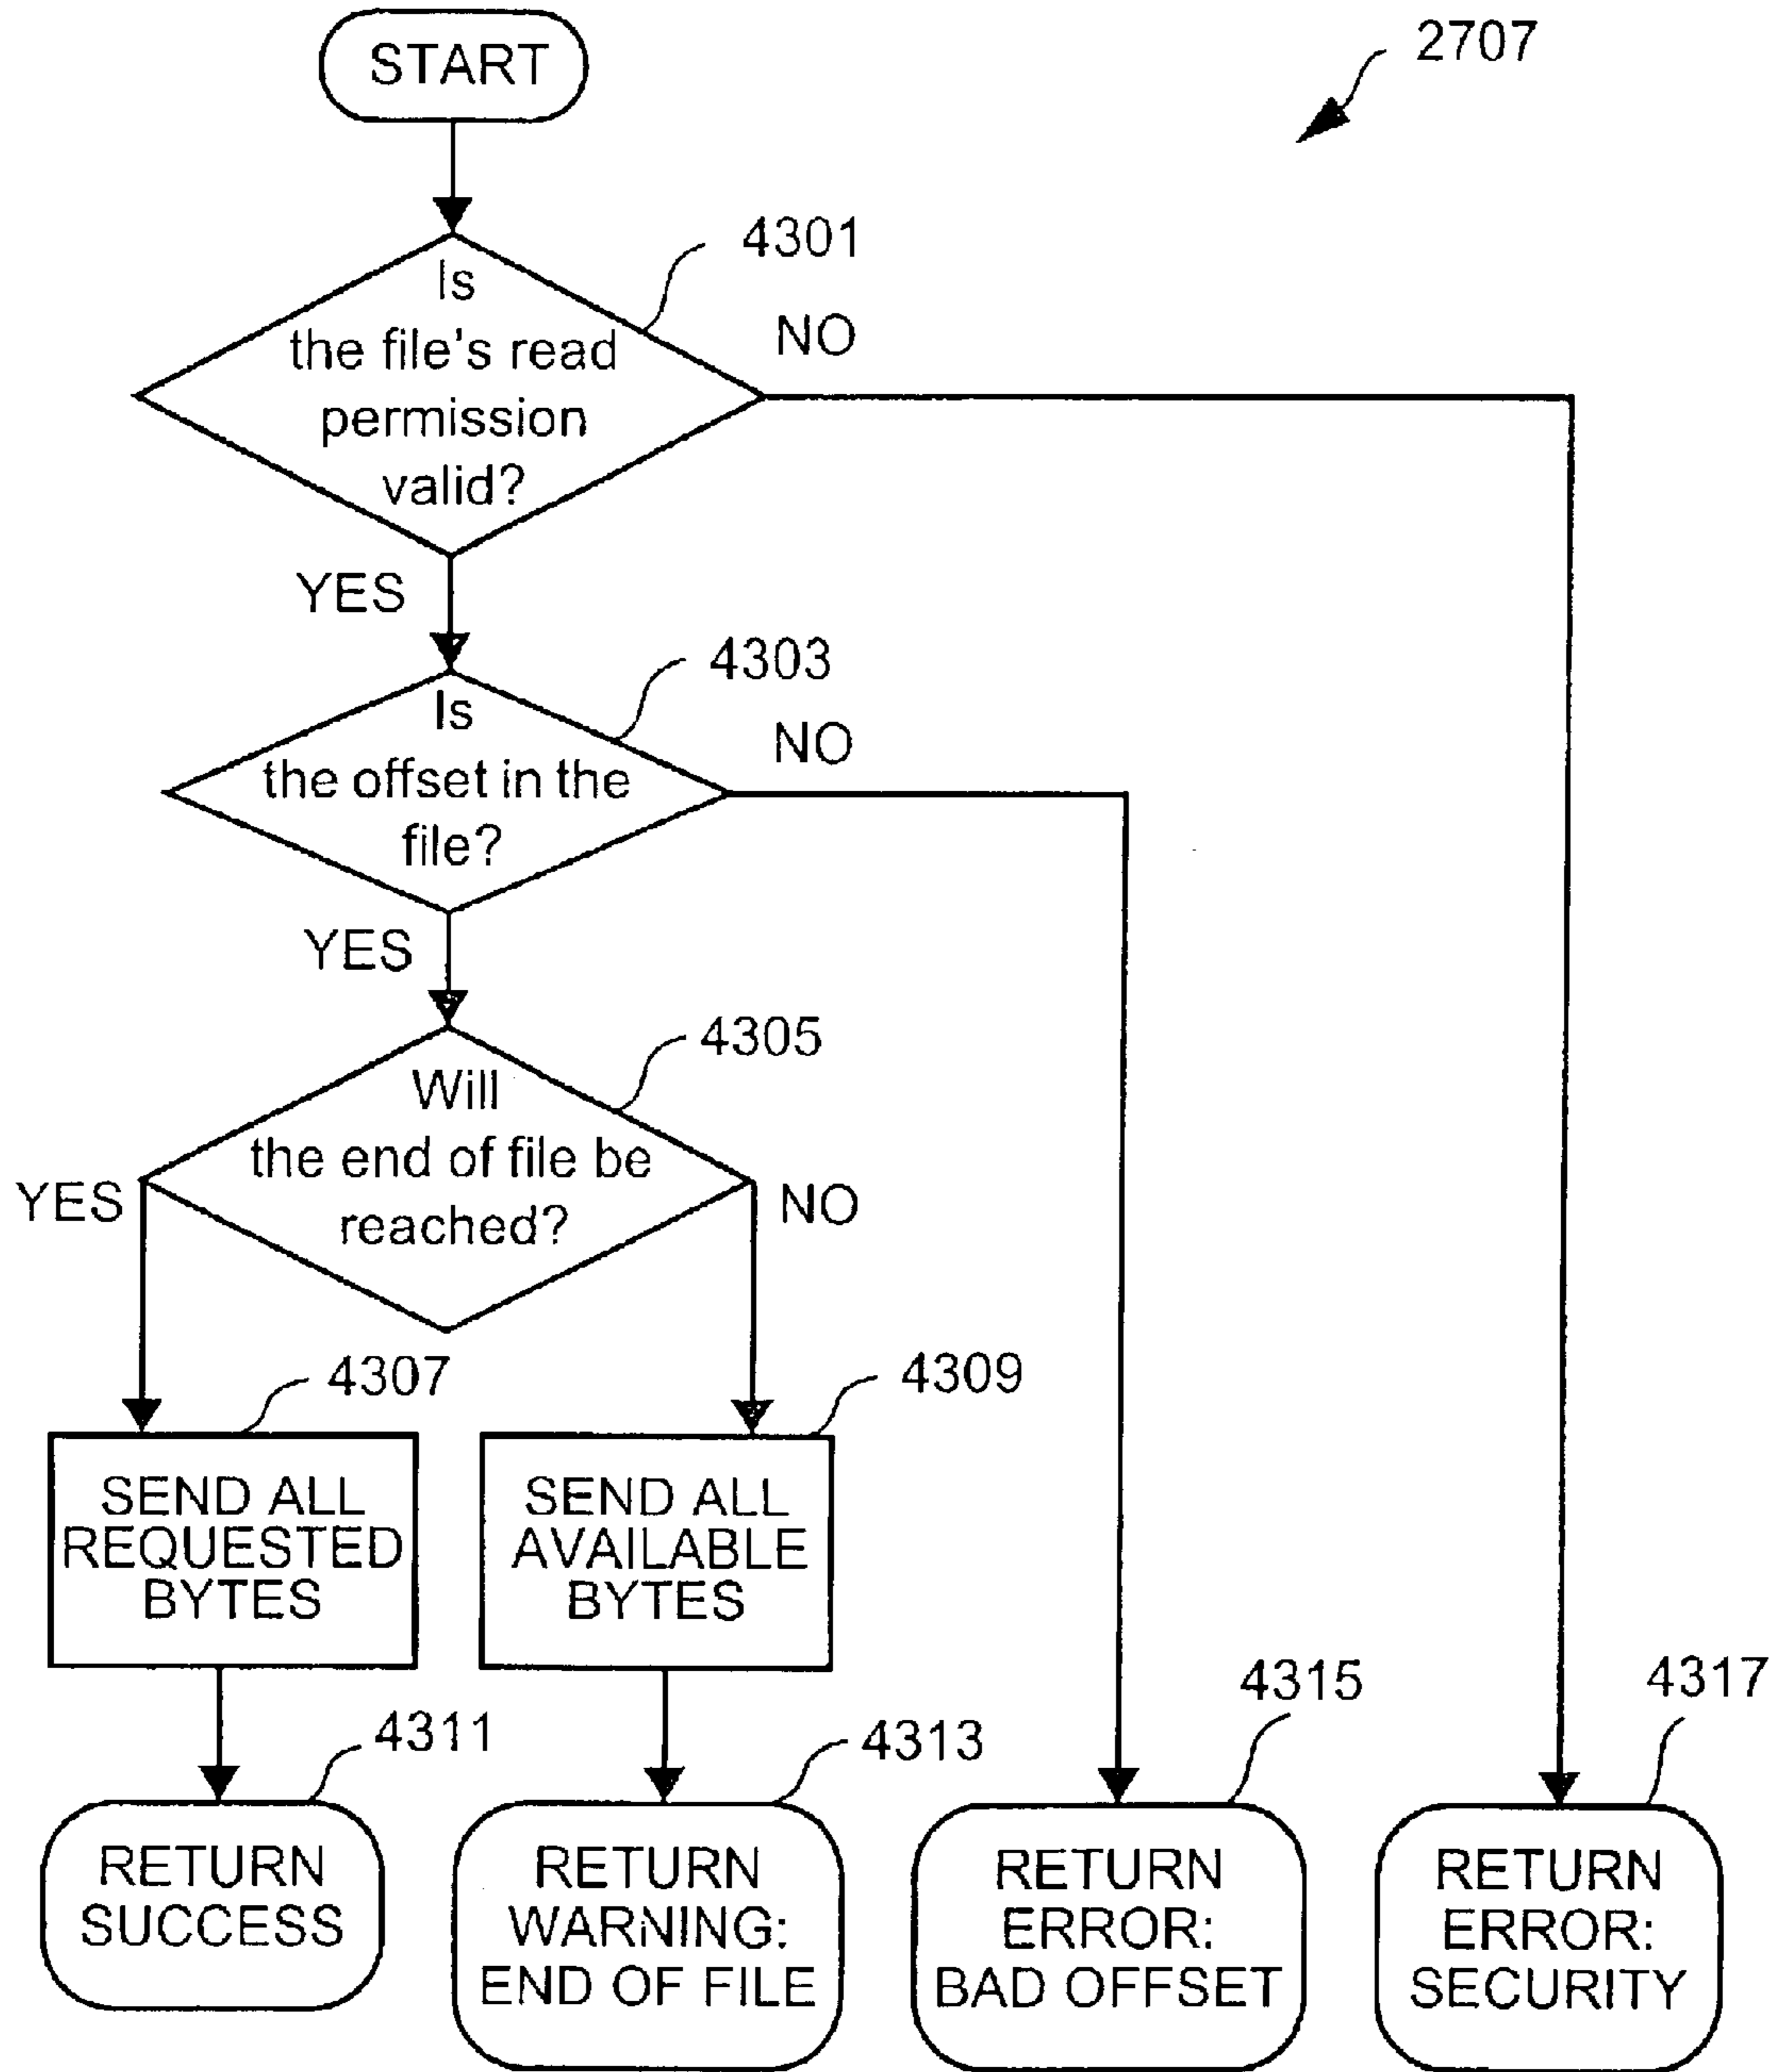 START
2707
4301
Is
the file's read
permission
valid?
NO
YES
4303
Is
the offset in the
file?
NO
YES
4305
Will
the end of file be
reached?
YES
NO
4307
4309
SEND ALL
REQUESTED
BYTES
SEND ALL
AVAILABLE
BYTES
4311
4313
4315
4317
RETURN
SUCCESS
RETURN
WARNING:
END OF FILE
RETURN
ERROR:
BAD OFFSET
RETURN
ERROR:
SECURITY